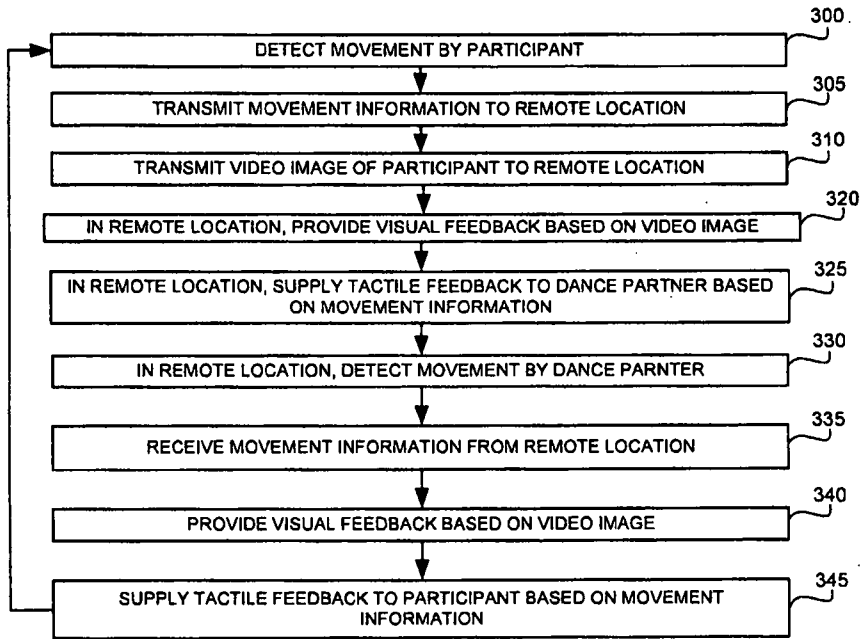 300
DETECT MOVEMENT BY PARTICIPANT
305
TRANSMIT MOVEMENT INFORMATION TO REMOTE LOCATION
310
TRANSMIT VIDEO IMAGE OF PARTICIPANT TO REMOTE LOCATION
320
IN REMOTE LOCATION, PROVIDE VISUAL FEEDBACK BASED ON VIDEO IMAGE
325
IN REMOTE LOCATION, SUPPLY TACTILE FEEDBACK TO DANCE PARTNER BASED
ON MOVEMENT INFORMATION
330
IN REMOTE LOCATION, DETECT MOVEMENT BY DANCE PARNTER
335
RECEIVE MOVEMENT INFORMATION FROM REMOTE LOCATION
340
PROVIDE VISUAL FEEDBACK BASED ON VIDEO IMAGE
345
SUPPLY TACTILE FEEDBACK TO PARTICIPANT BASED ON MOVEMENT
INFORMATION